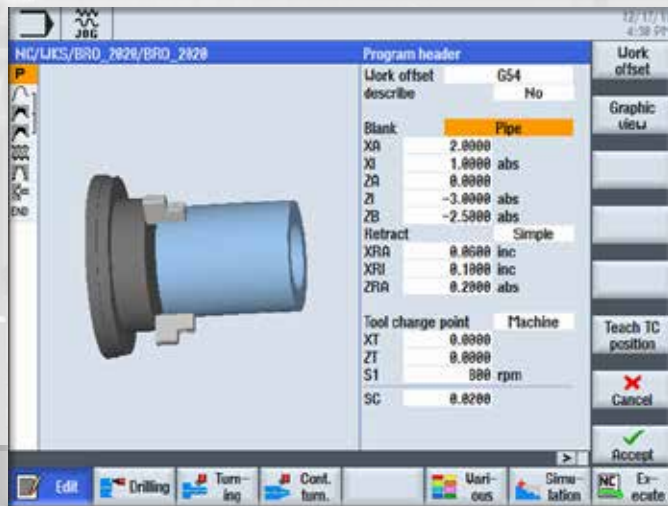 JOG
12/17/1
4:30 PM
NC/WKS/BRO_2020/BRO_2020
Program header
Work offset
Work offset G54
describe No
Graphic view
P
Blank Pipe
XA 2.0000
XI 1.0000 abs
ZA 0.0000
ZI -3.0000 abs
ZB -2.5000 abs
Retract Simple
XRA 0.0600 inc
XRI 0.1000 inc
ZRA 0.2000 abs
END
Tool change point Machine
XT 0.0000
ZT 0.0000
S1 800 rpm
SC 0.0200
Teach TC position
Cancel
Accept
>
Edit
Drilling
Turn-
ing
Cont.
turn.
Vari-
ous
Simu-
lation
NC
Ex-
ecute